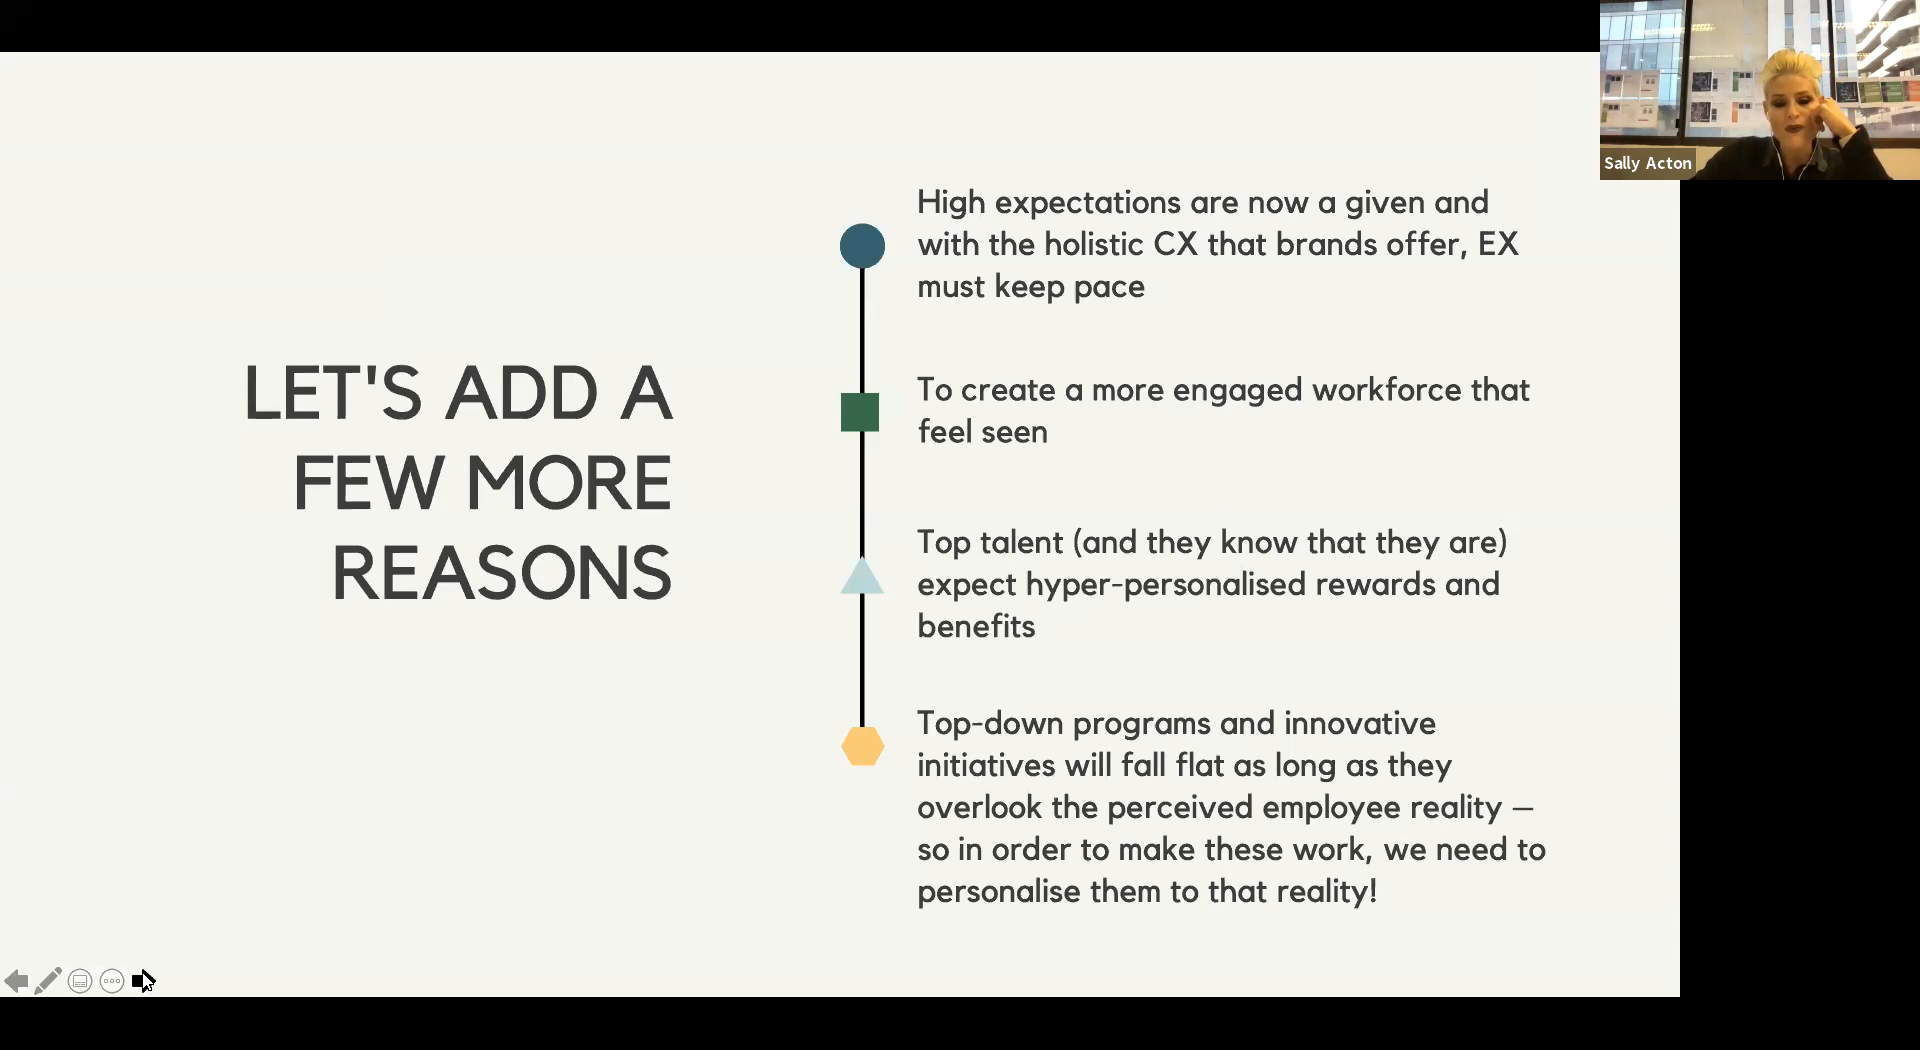 Sally Acton
LET'S ADD A
FEW MORE
REASONS
High expectations are now a given and
with the holistic CX that brands offer, EX
must keep pace
To create a more engaged workforce that
feel seen
Top talent (and they know that they are)
expect hyper-personalised rewards and
benefits
Top-down programs and innovative
initiatives will fall flat as long as they
overlook the perceived employee reality —
so in order to make these work, we need to
personalise them to that reality!